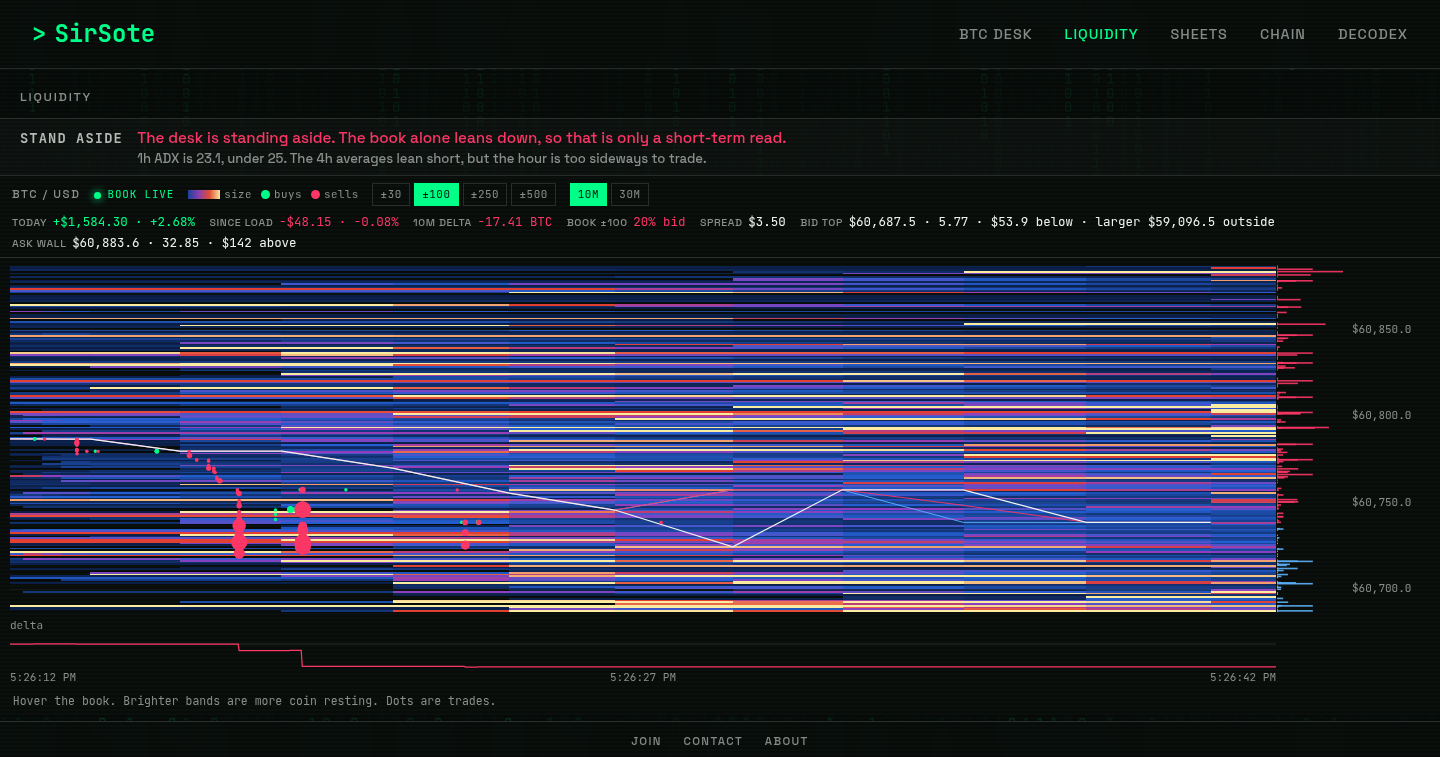 > SirSote
BTC DESK LIQUIDITY SHEETS CHAIN DECODEX
LIQUIDITY
STAND ASIDE The desk is standing aside. The book alone leans down, so that is only a short-term read.
1h ADX is 23.1, under 25. The 4h averages lean short, but the hour is too sideways to trade.
BTC / USD BOOK LIVE size buys sells ±30 ±100 ±250 ±500 10M 30M
TODAY +$1,584.30 · +2.68% SINCE LOAD -$48.15 · -0.08% 10M DELTA -17.41 BTC BOOK ±100 20% bid SPREAD $3.50 BID TOP $60,687.5 · 5.77 · $53.9 below · larger $59,096.5 outside
ASK WALL $60,883.6 · 32.85 · $142 above
$60,850.0
$60,800.0
$60,750.0
$60,700.0
delta
5:26:12 PM 5:26:27 PM 5:26:42 PM
Hover the book. Brighter bands are more coin resting. Dots are trades.
JOIN CONTACT ABOUT